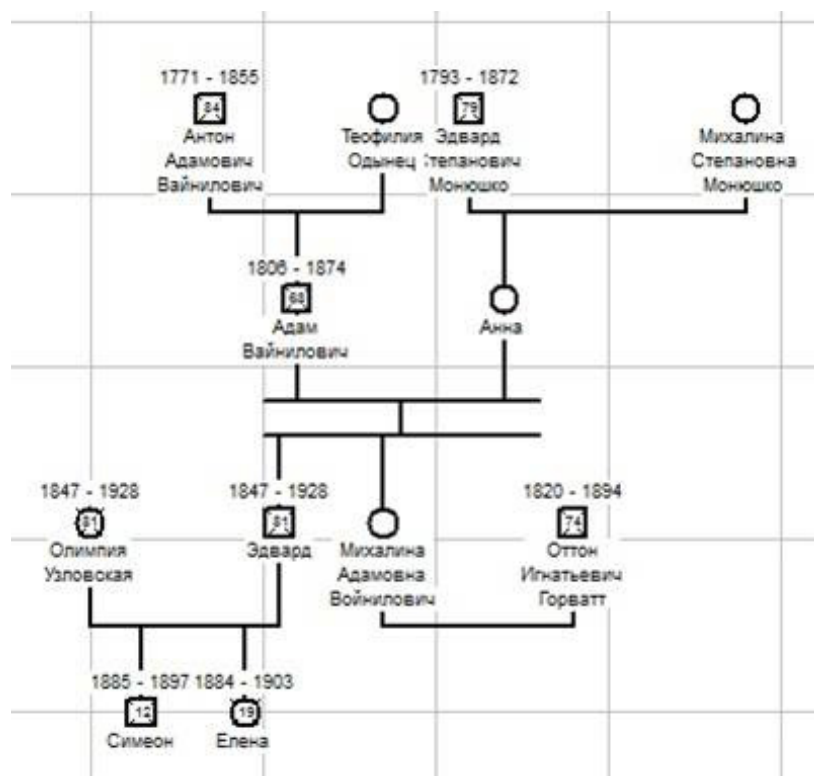 1771 - 1855
84
Антон
Адамович
Вайнилович
Теофилия
Одынец
1793 - 1872
79
Эдвард
Степанович
Монюшко
Михалина
Степановна
Монюшко
1806 - 1874
68
Адам
Вайнилович
Анна
1847 - 1928
81
Олимпия
Узловская
1847 - 1928
81
Эдвард
Михалина
Адамовна
Войнилович
1820 - 1894
74
Оттон
Игнатьевич
Горватт
1885 - 1897
12
Симеон
1884 - 1903
19
Елена